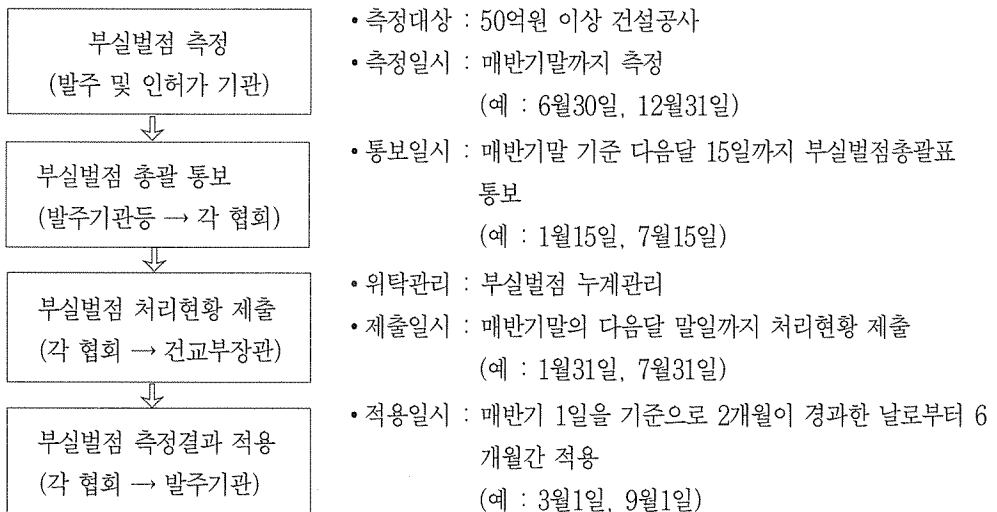 부실벌점 측정
(발주 및 인허가 기관)
• 측정대상 : 50억원 이상 건설공사
• 측정일시 : 매반기말까지 측정
(예 : 6월30일, 12월31일)
부실벌점 총괄 통보
(발주기관등 → 각 협회)
• 통보일시 : 매반기말 기준 다음달 15일까지 부실벌점총괄표
통보
(예 : 1월15일, 7월15일)
부실벌점 처리현황 제출
(각 협회 → 건교부장관)
• 위탁관리 : 부실벌점 누계관리
• 제출일시 : 매반기말의 다음달 말일까지 처리현황 제출
(예 : 1월31일, 7월31일)
부실벌점 측정결과 적용
(각 협회 → 발주기관)
• 적용일시 : 매반기 1일을 기준으로 2개월이 경과한 날로부터 6
개월간 적용
(예 : 3월1일, 9월1일)